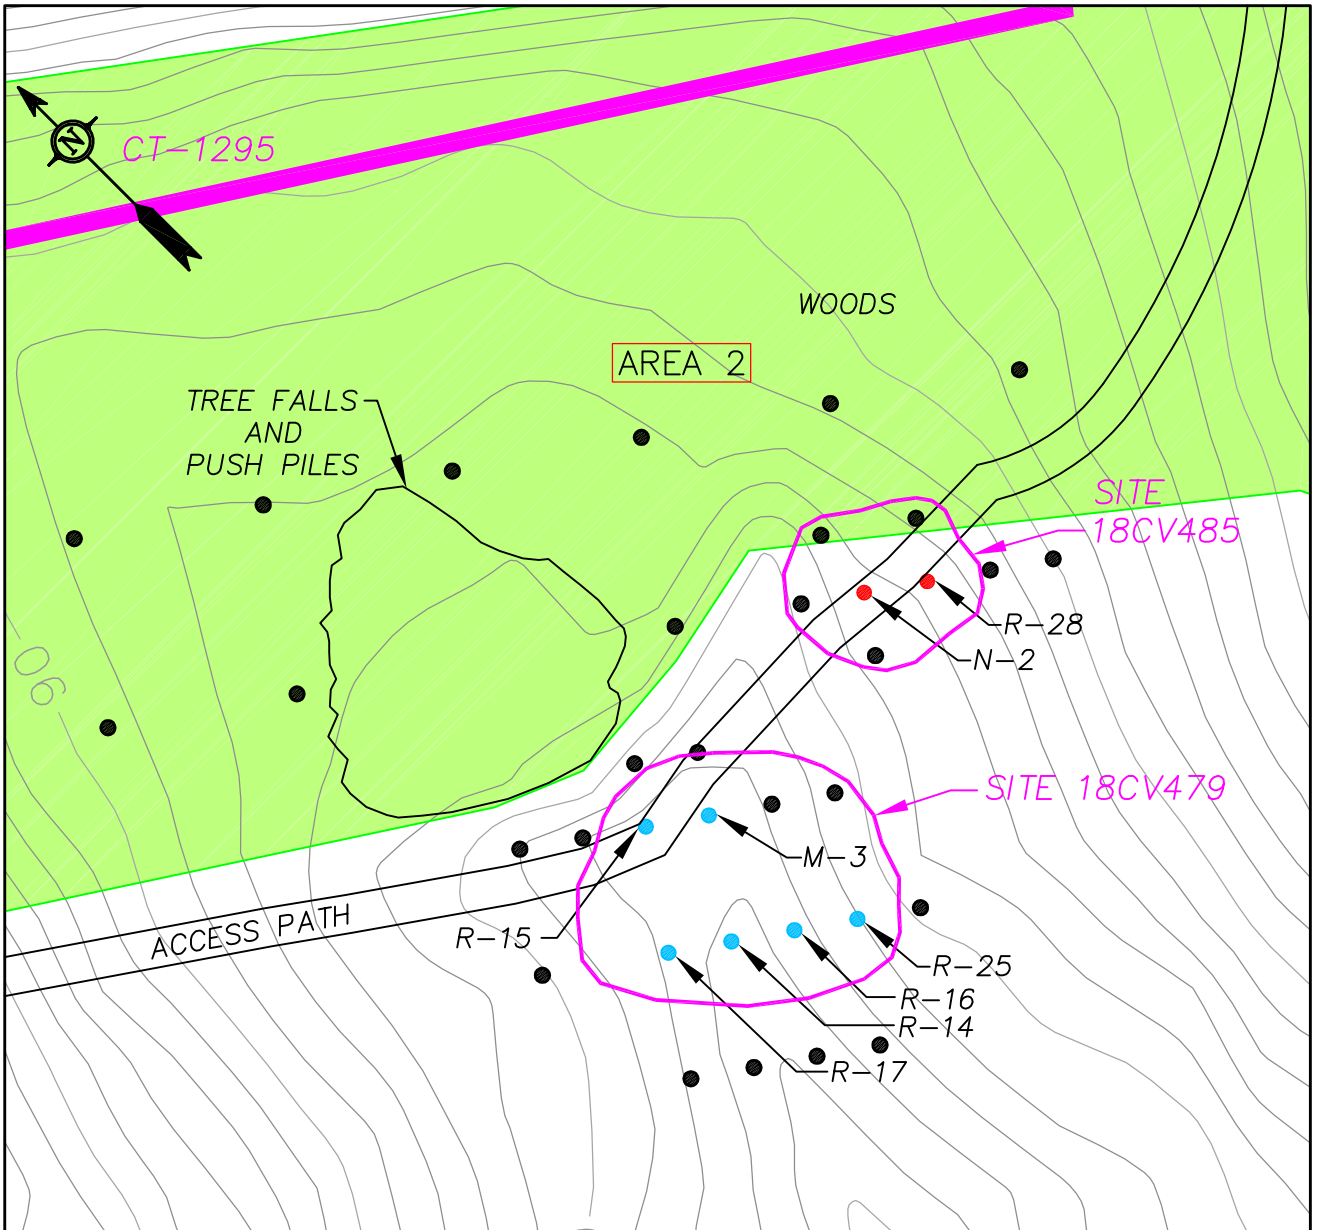 N
CT-1295
WOODS
AREA 2
TREE FALLS
AND
PUSH PILES
SITE
18CV485
R-28
N-2
90
SITE 18CV479
M-3
ACCESS PATH
R-15
R-25
R-16
R-14
R-17